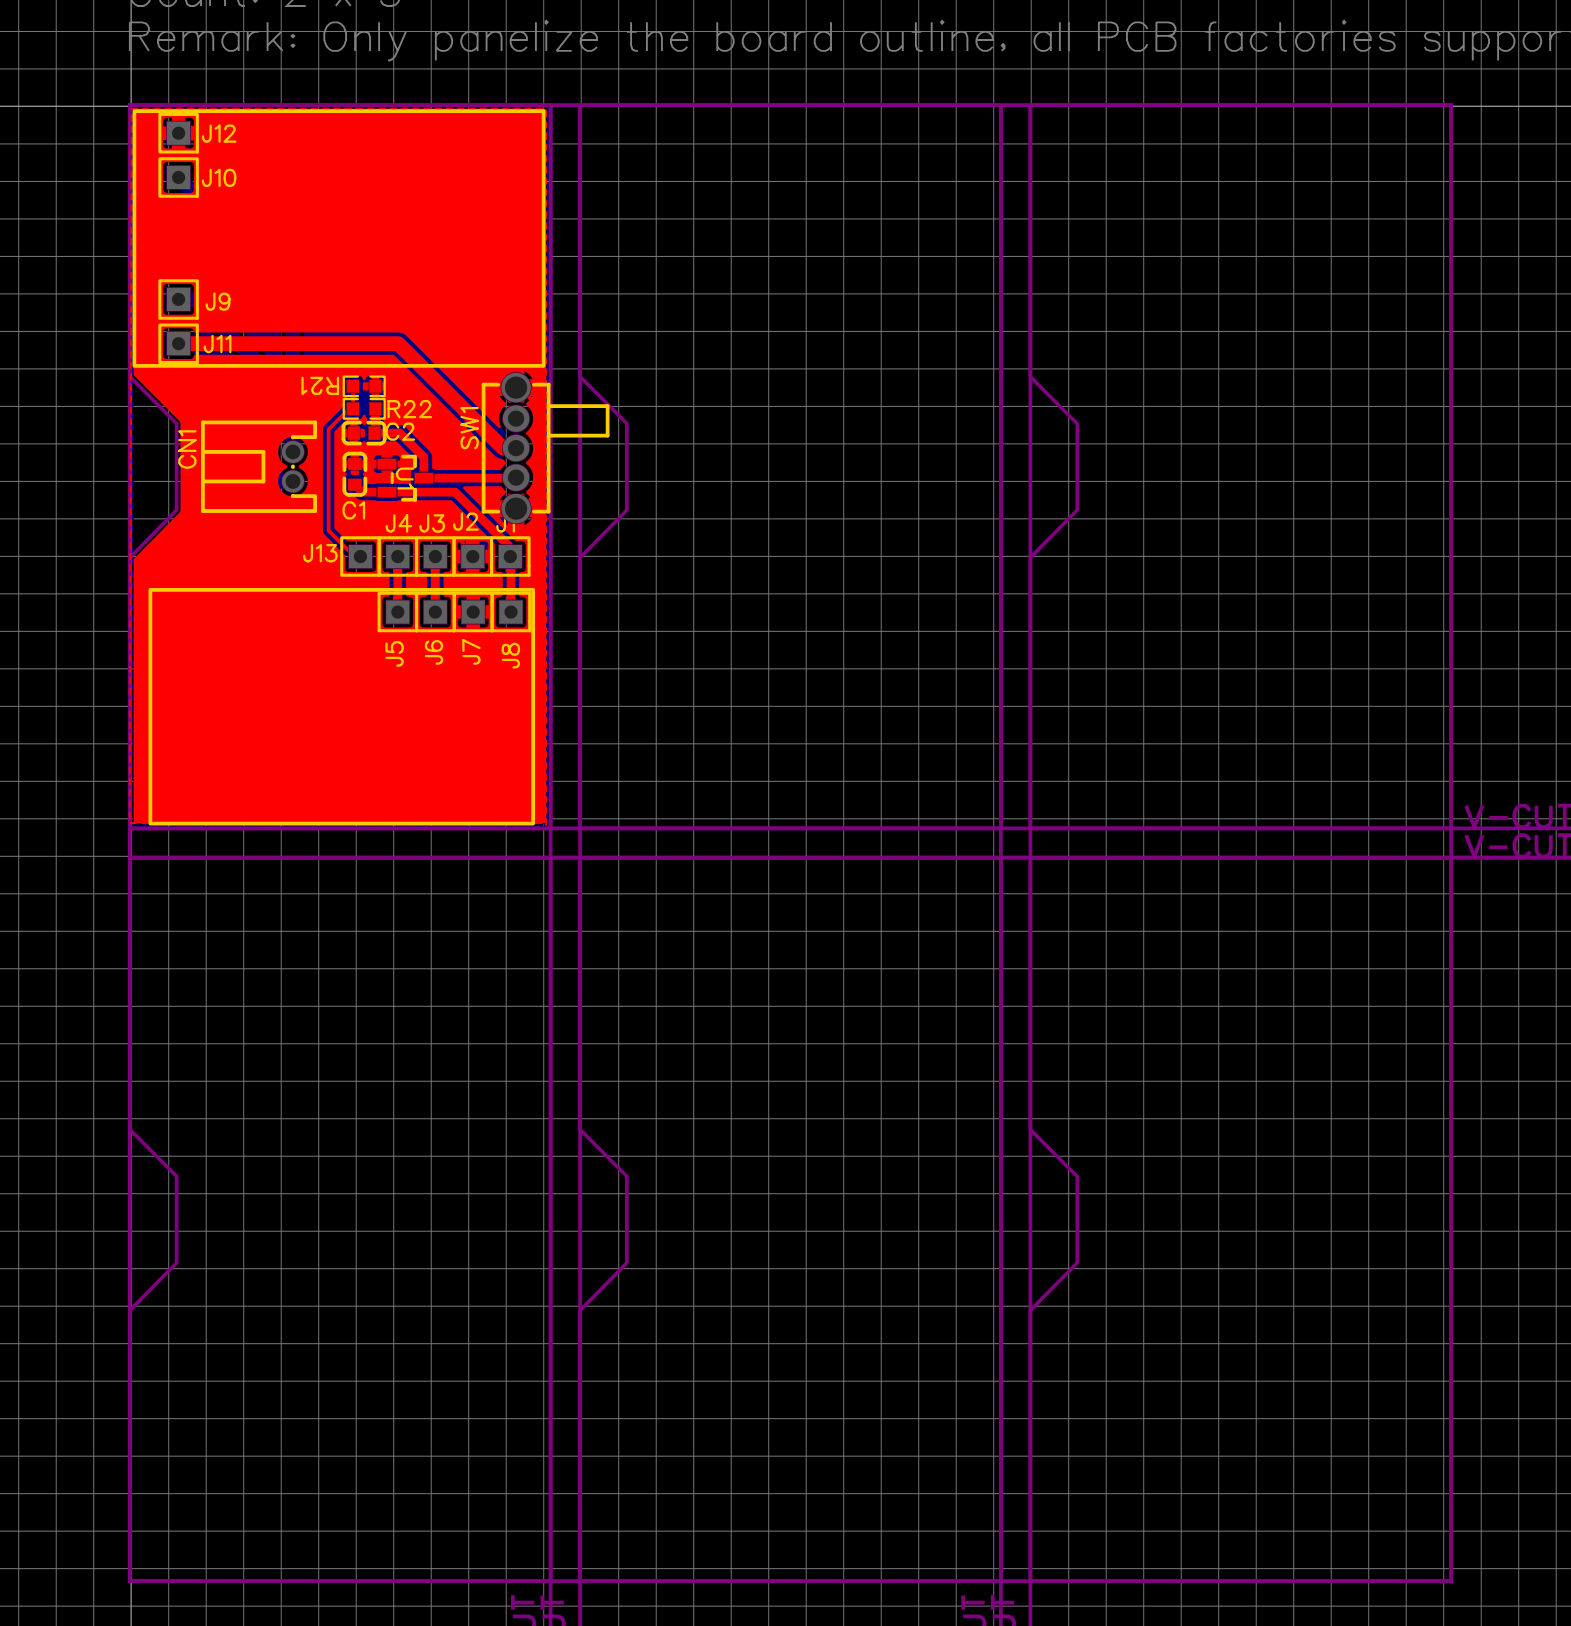 Count: 2 x 3
Remark: Only panelize the board outline, all PCB factories suppor
J12
J10
J9
J11
R21
R22
C2
SW1
CN1
U1
C1
J4 J3 J2 J1
J13
J5 J6 J7 J8
V-CUT
V-CUT